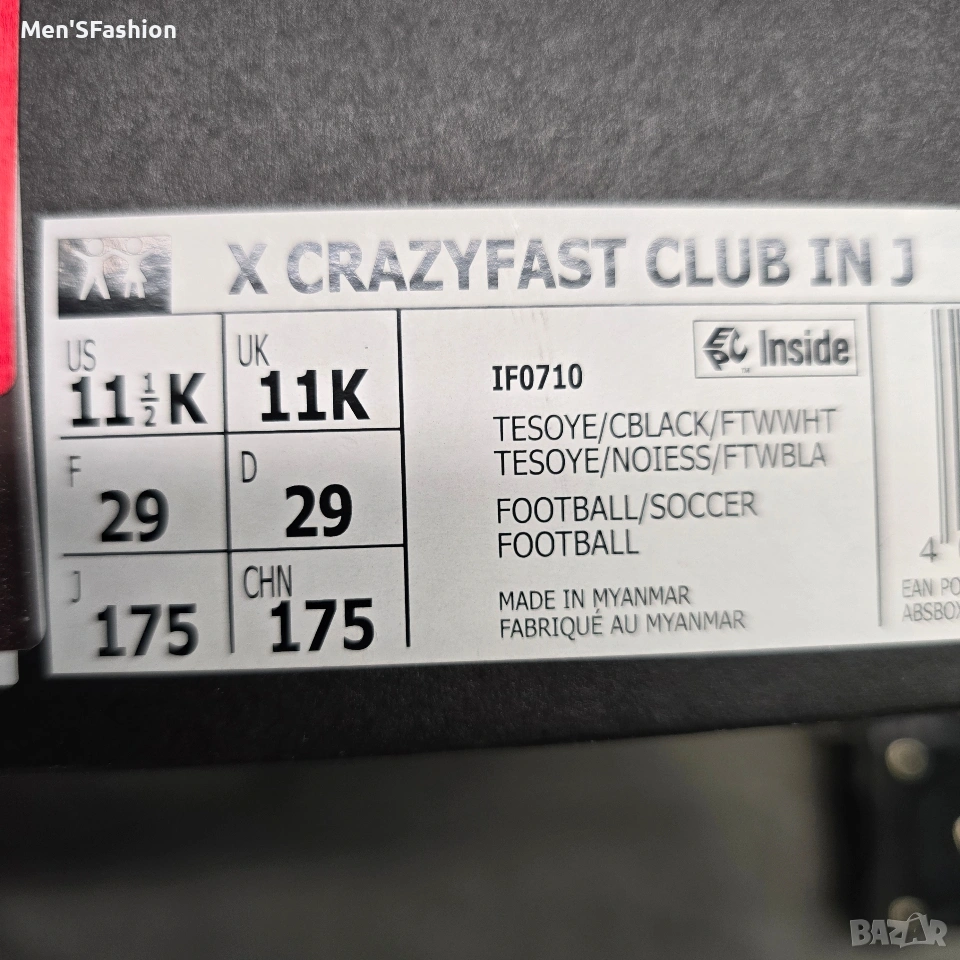 Men'SFashion
X CRAZYFAST CLUB IN J
US
11 1/2 K
UK
11K
F
29
D
29
J
175
CHN
175
EPC Inside
TM
IF0710
TESOYE/CBLACK/FTWWHT
TESOYE/NOIESS/FTWBLA
FOOTBALL/SOCCER
FOOTBALL
MADE IN MYANMAR
FABRIQUÉ AU MYANMAR
4
EAN PO
ABSBOX
BAZAR